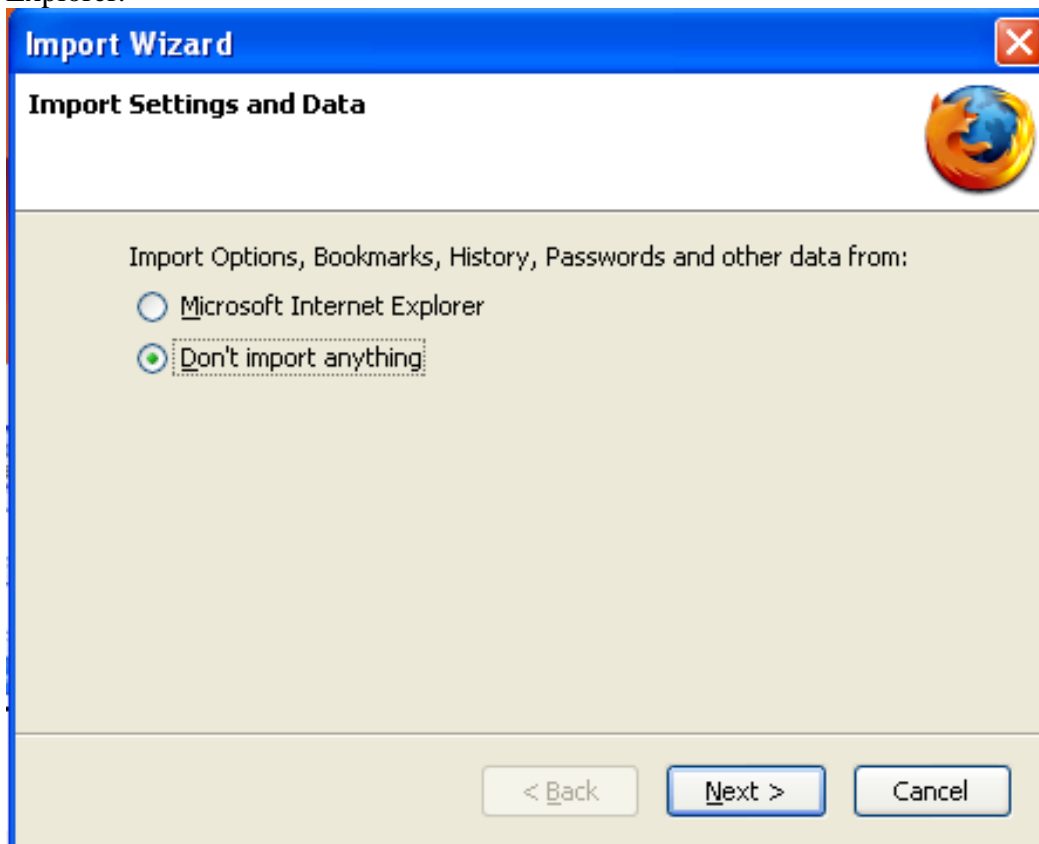 Import Wizard
Import Settings and Data
Import Options, Bookmarks, History, Passwords and other data from:
Microsoft Internet Explorer
Don't import anything
< Back Next > Cancel